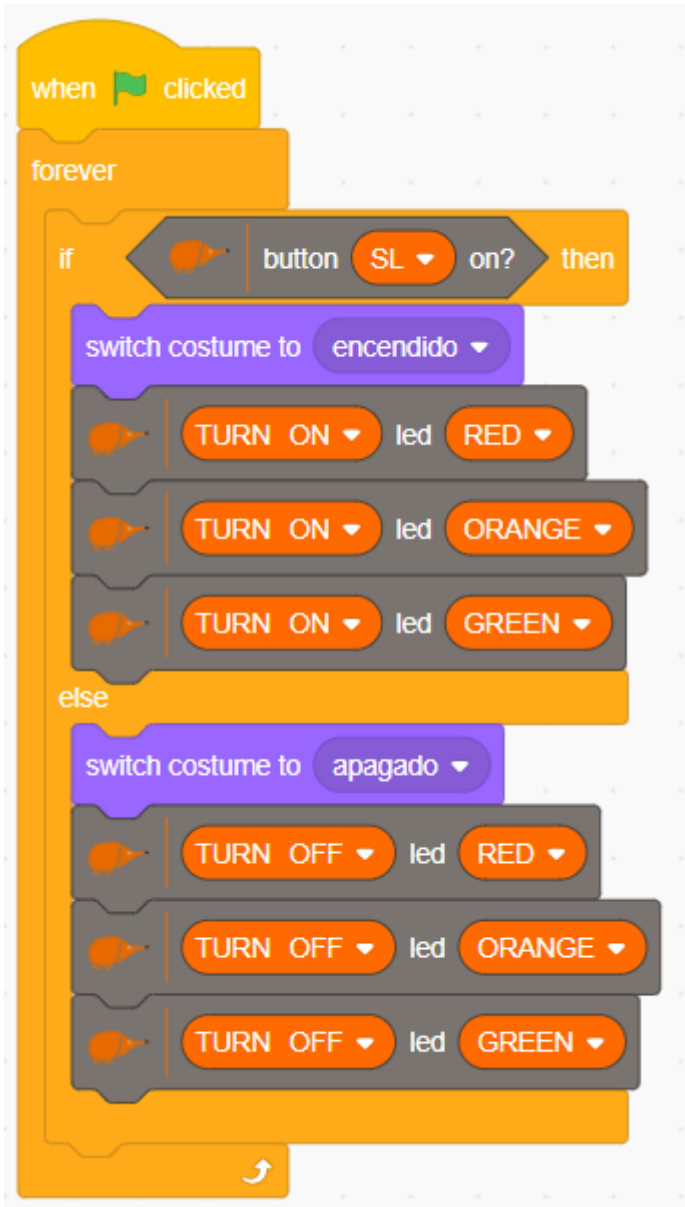 when clicked
forever
if button SL on? then
switch costume to encendido
TURN ON led RED
TURN ON led ORANGE
TURN ON led GREEN
else
switch costume to apagado
TURN OFF led RED
TURN OFF led ORANGE
TURN OFF led GREEN